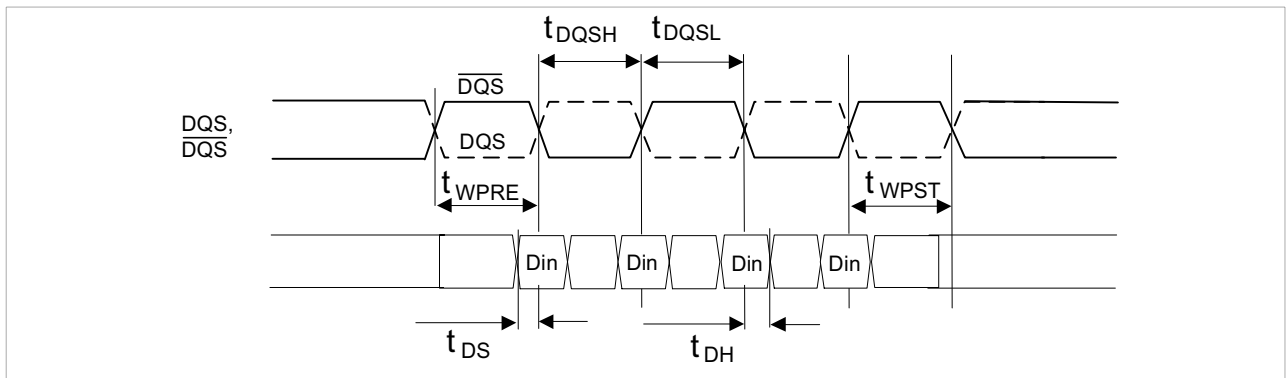 tDQSH tDQSL
DQS
DQS,
DQS
DQS
tWPRE
tWPST
Din Din Din Din
tDS
tDH